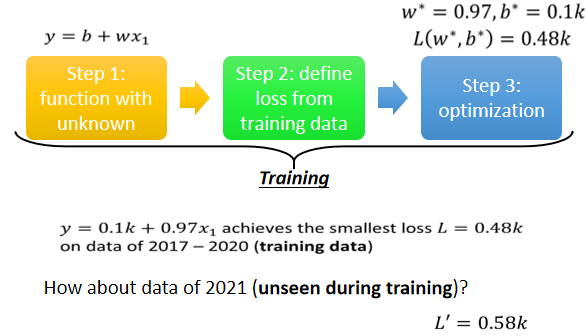 w* = 0.97, b* = 0.1k
y = b + wx₁
L(w*, b*) = 0.48k
Step 1:
function with
unknown
Step 2: define
loss from
training data
Step 3:
optimization
Training
y = 0.1k + 0.97x₁ achieves the smallest loss L = 0.48k
on data of 2017 – 2020 (training data)
How about data of 2021 (unseen during training)?
L′ = 0.58k